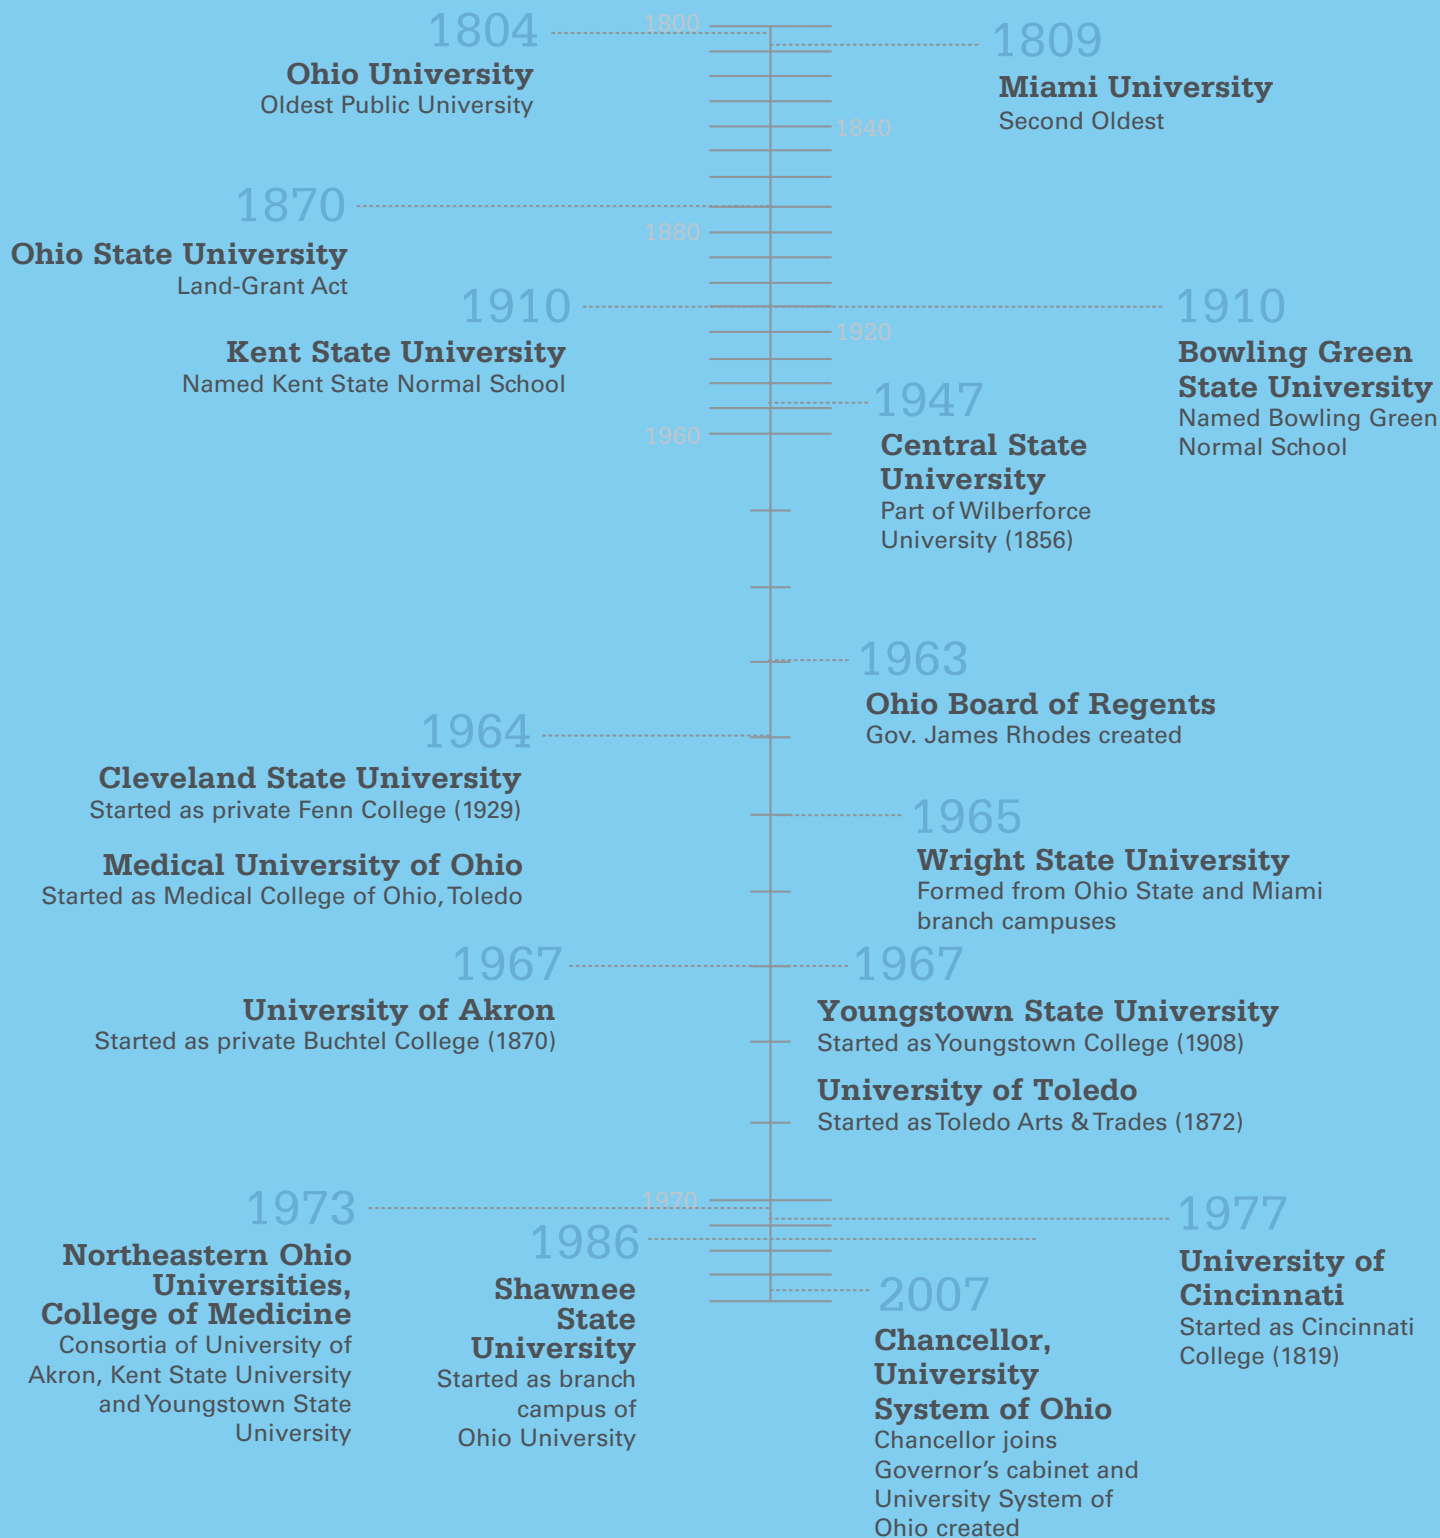 1800
1804
Ohio University
Oldest Public University
1809
Miami University
Second Oldest
1840
1870
Ohio State University
Land-Grant Act
1880
1910
Kent State University
Named Kent State Normal School
1910
Bowling Green
State University
Named Bowling Green
Normal School
1920
1947
Central State
University
Part of Wilberforce
University (1856)
1960
1963
Ohio Board of Regents
Gov. James Rhodes created
1964
Cleveland State University
Started as private Fenn College (1929)
Medical University of Ohio
Started as Medical College of Ohio, Toledo
1965
Wright State University
Formed from Ohio State and Miami
branch campuses
1967
University of Akron
Started as private Buchtel College (1870)
1967
Youngstown State University
Started as Youngstown College (1908)
University of Toledo
Started as Toledo Arts & Trades (1872)
1970
1973
Northeastern Ohio
Universities,
College of Medicine
Consortia of University of
Akron, Kent State University
and Youngstown State
University
1986
Shawnee
State
University
Started as branch
campus of
Ohio University
1977
University of
Cincinnati
Started as Cincinnati
College (1819)
2007
Chancellor,
University
System of Ohio
Chancellor joins
Governor's cabinet and
University System of
Ohio created